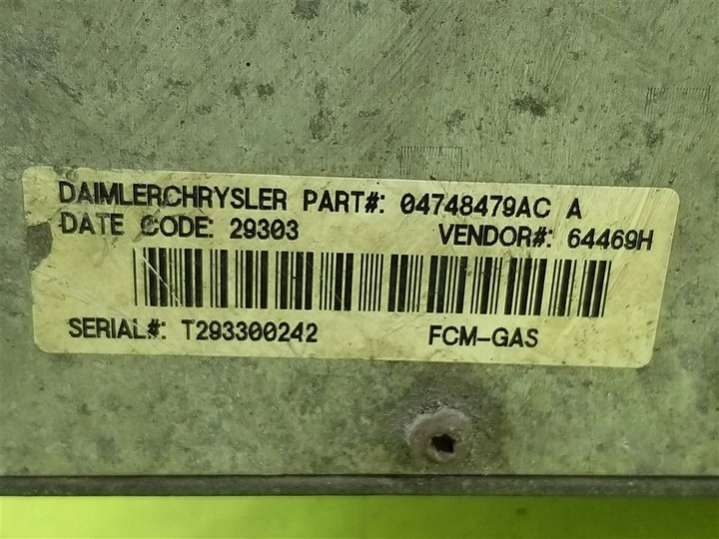 DAIMLERCHRYSLER PART#: 04748479AC A
DATE CODE: 29303 VENDOR#: 64469H
SERIAL#: T293300242 FCM-GAS